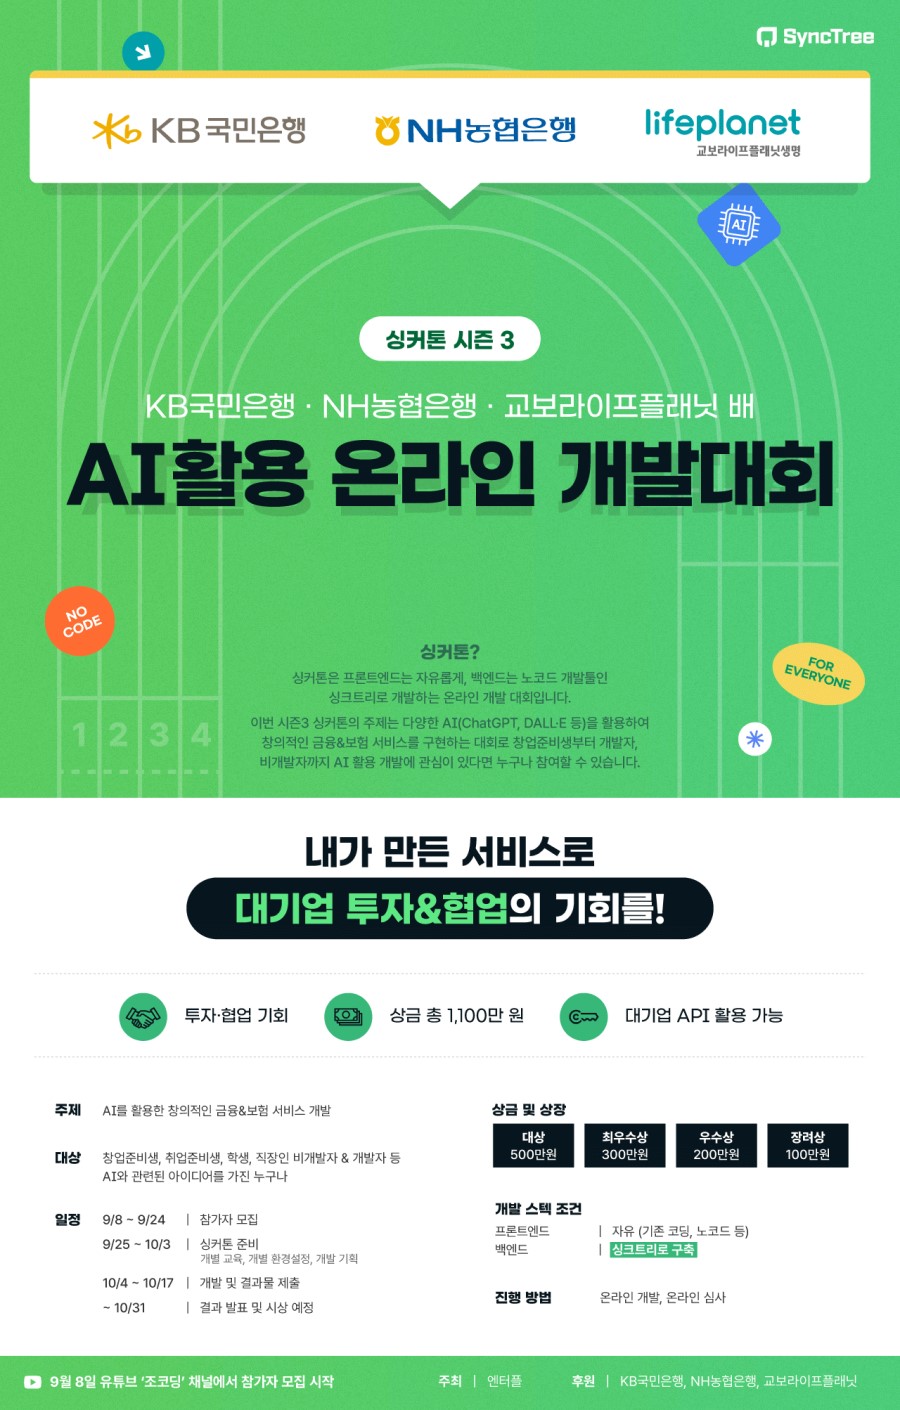 SyncTree
KB 국민은행
NH농협은행
lifeplanet
교보라이프플래닛생명
AI
싱커톤 시즌 3
KB국민은행 · NH농협은행 · 교보라이프플래닛 배
AI활용 온라인 개발대회
NO
CODE
FOR
EVERYONE
싱커톤?
싱커톤은 프론트엔드는 자유롭게, 백엔드는 노코드 개발툴인
싱크트리로 개발하는 온라인 개발 대회입니다.
이번 시즌3 싱커톤의 주제는 다양한 AI(ChatGPT, DALL·E 등)을 활용하여
창의적인 금융&보험 서비스를 구현하는 대회로 창업준비생부터 개발자,
비개발자까지 AI 활용 개발에 관심이 있다면 누구나 참여할 수 있습니다.
1 2 3 4
내가 만든 서비스로
대기업 투자&협업의 기회를!
투자·협업 기회
상금 총 1,100만 원
대기업 API 활용 가능
주제 AI를 활용한 창의적인 금융&보험 서비스 개발
대상 창업준비생, 취업준비생, 학생, 직장인 비개발자 & 개발자 등
AI와 관련된 아이디어를 가진 누구나
일정 9/8 ~ 9/24 | 참가자 모집
9/25 ~ 10/3 | 싱커톤 준비
개별 교육, 개별 환경설정, 개발 기획
10/4 ~ 10/17 | 개발 및 결과물 제출
~ 10/31 | 결과 발표 및 시상 예정
상금 및 상장
대상 최우수상 우수상 장려상
500만원 300만원 200만원 100만원
개발 스텍 조건
프론트엔드 | 자유 (기존 코딩, 노코드 등)
백엔드 | 싱크트리로 구축
진행 방법 온라인 개발, 온라인 심사
9월 8일 유튜브 '조코딩' 채널에서 참가자 모집 시작
주최 | 엔터플
후원 | KB국민은행, NH농협은행, 교보라이프플래닛